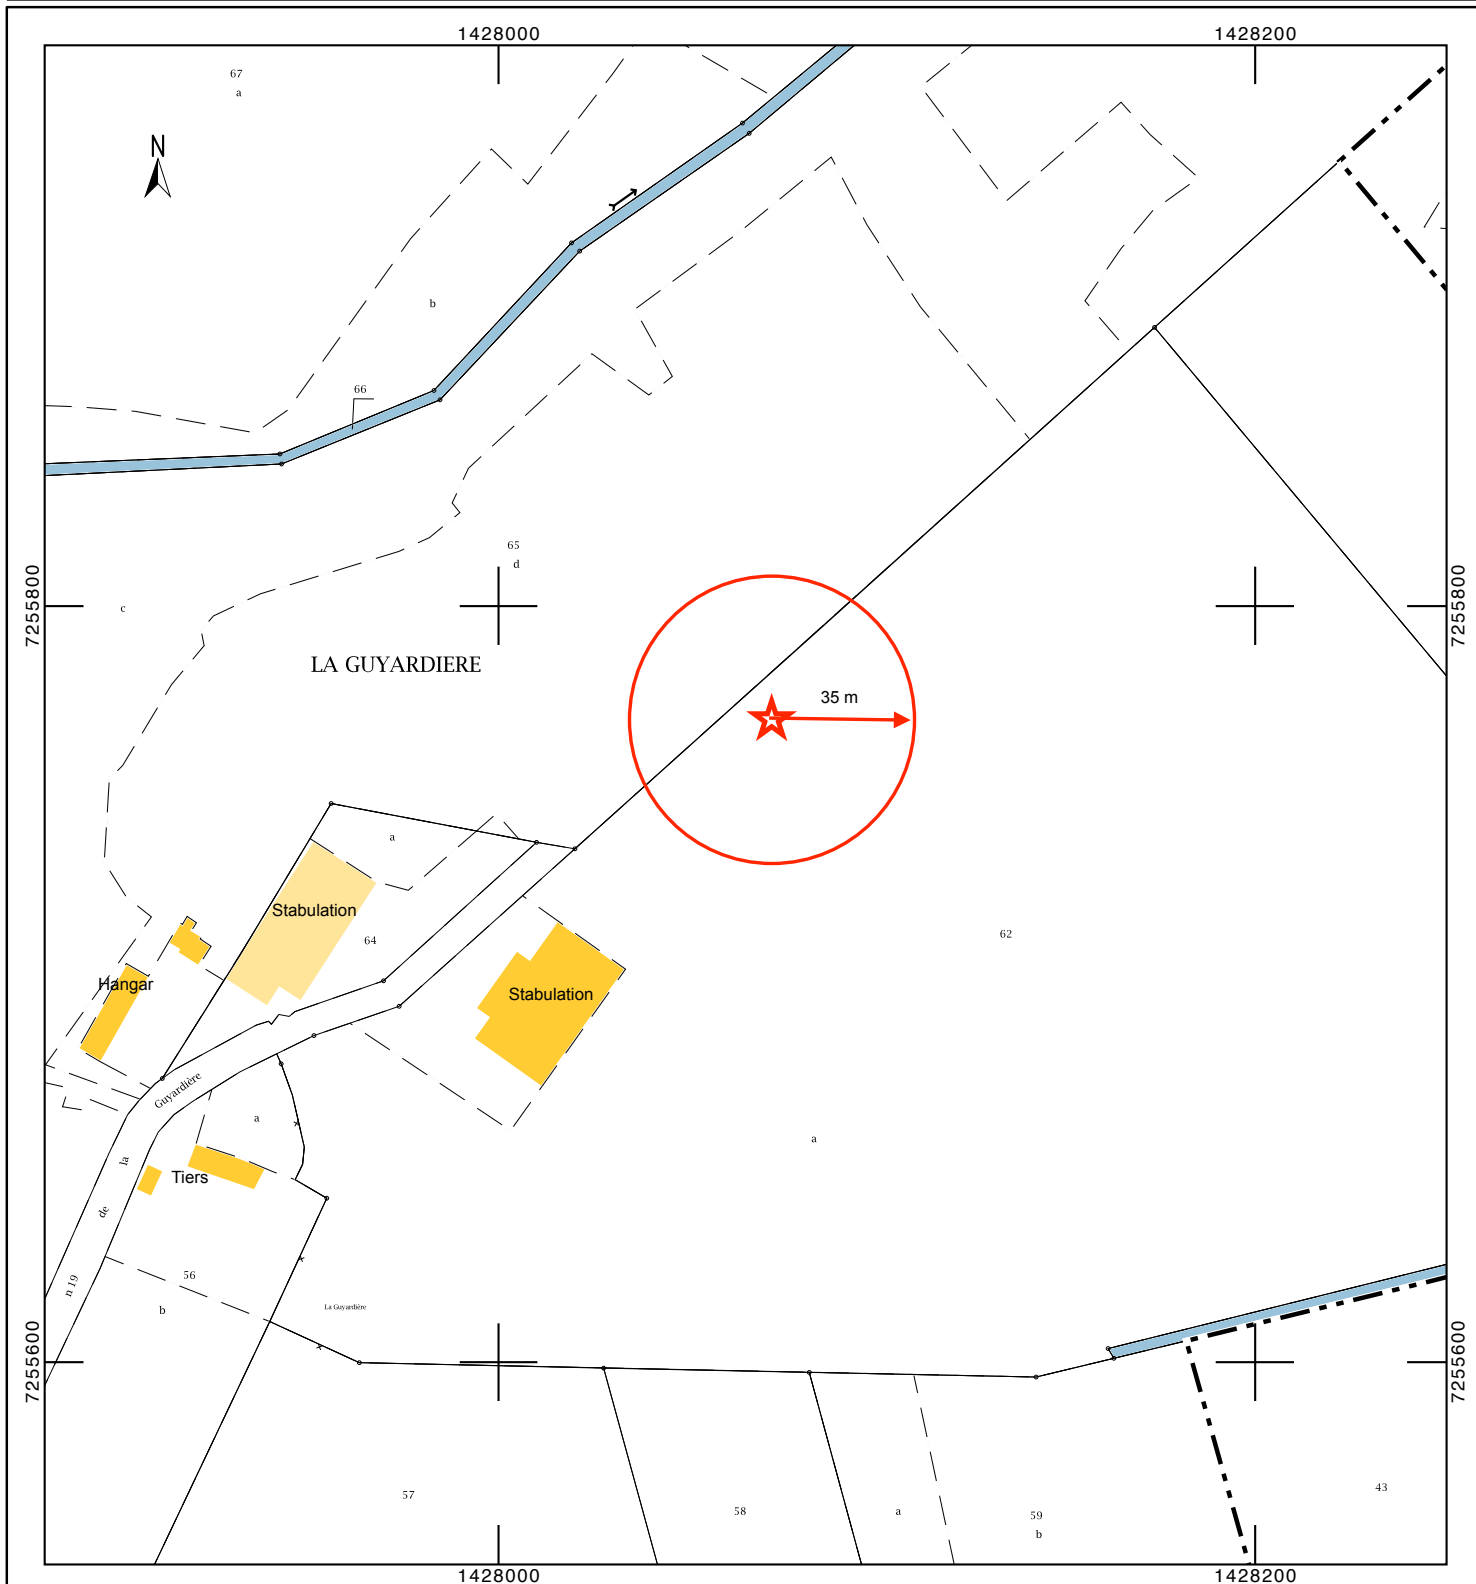 1428000
1428200
67
a
N
b
66
65
d
c
7255800
7255800
LA GUYARDIERE
35 m
a
Stabulation
64
62
Hangar
Stabulation
Guyardière
a
a
la
Tiers
de
56
n 19
b
La Guyardière
7255600
7255600
57
58
a
59
b
43
1428000
1428200